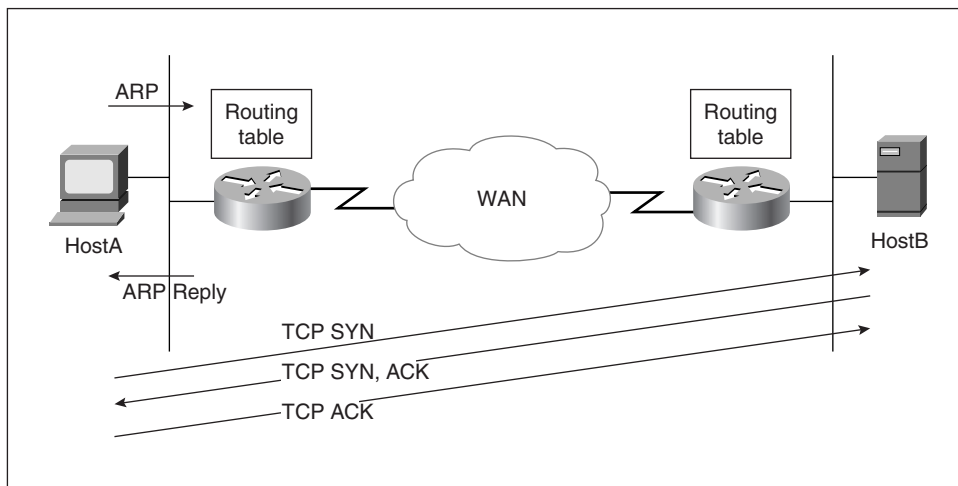 ARP
Routing
table
Routing
table
WAN
HostA
HostB
ARP Reply
TCP SYN
TCP SYN, ACK
TCP ACK